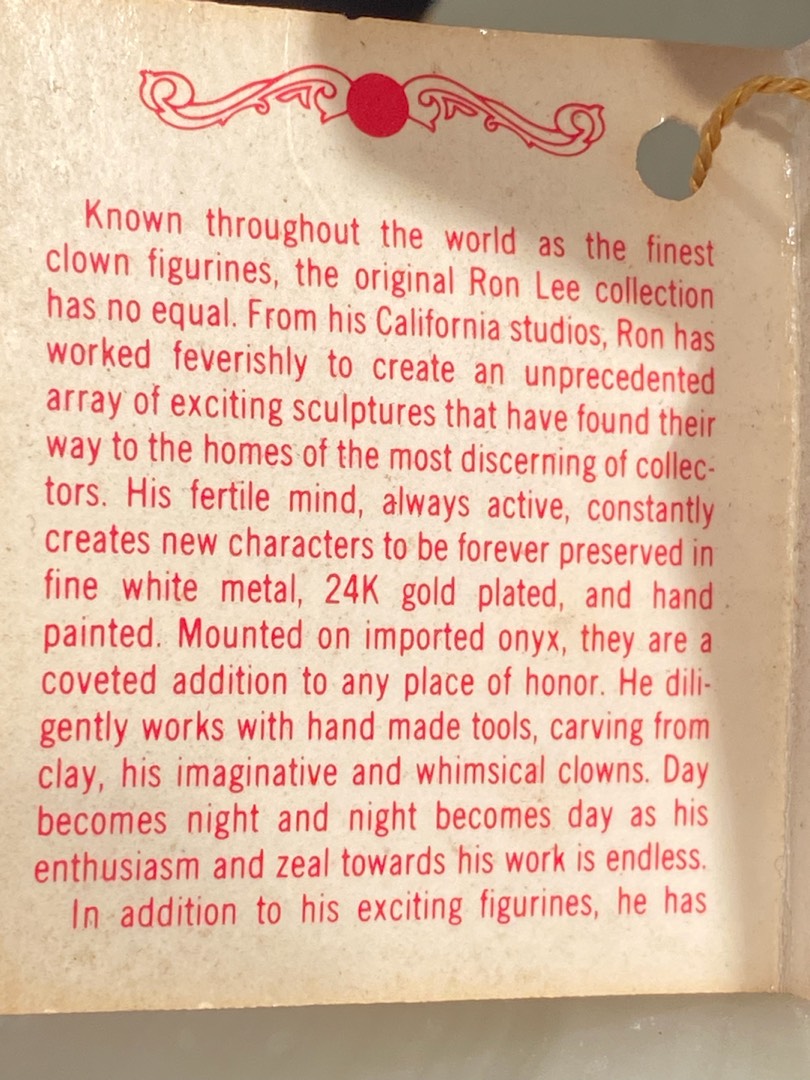 Known throughout the world as the finest
clown figurines, the original Ron Lee collection
has no equal. From his California studios, Ron has
worked feverishly to create an unprecedented
array of exciting sculptures that have found their
way to the homes of the most discerning of collec-
tors. His fertile mind, always active, constantly
creates new characters to be forever preserved in
fine white metal, 24K gold plated, and hand
painted. Mounted on imported onyx, they are a
coveted addition to any place of honor. He dili-
gently works with hand made tools, carving from
clay, his imaginative and whimsical clowns. Day
becomes night and night becomes day as his
enthusiasm and zeal towards his work is endless.
In addition to his exciting figurines, he has